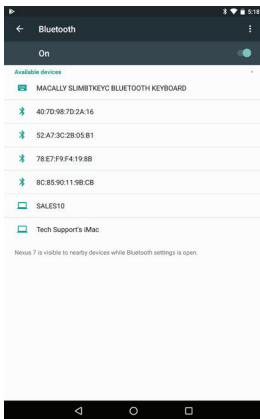 5:18
Bluetooth
On
Available devices
MACALLY SLIMBTKEYC BLUETOOTH KEYBOARD
40:7D:98:7D:2A:16
52:A7:3C:2B:05:B1
78:E7:F9:F4:19:8B
8C:85:90:11:9B:CB
SALES10
Tech Support's iMac
Nexus 7 is visible to nearby devices while Bluetooth settings is open.